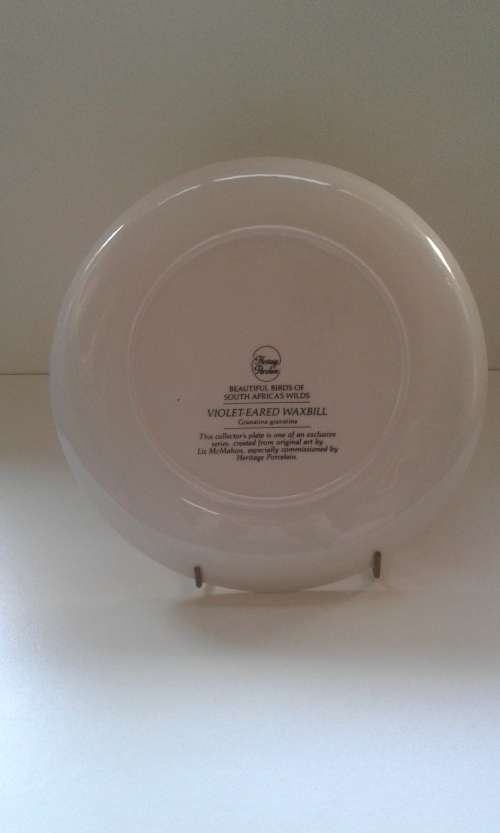 Heritage
Porcelain
BEAUTIFUL BIRDS OF
SOUTH AFRICA'S WILDS
VIOLET-EARED WAXBILL
Granatina granatina
This collector's plate is one of an exclusive
series, created from original art by
Liz McMahon, especially commissioned by
Heritage Porcelain.